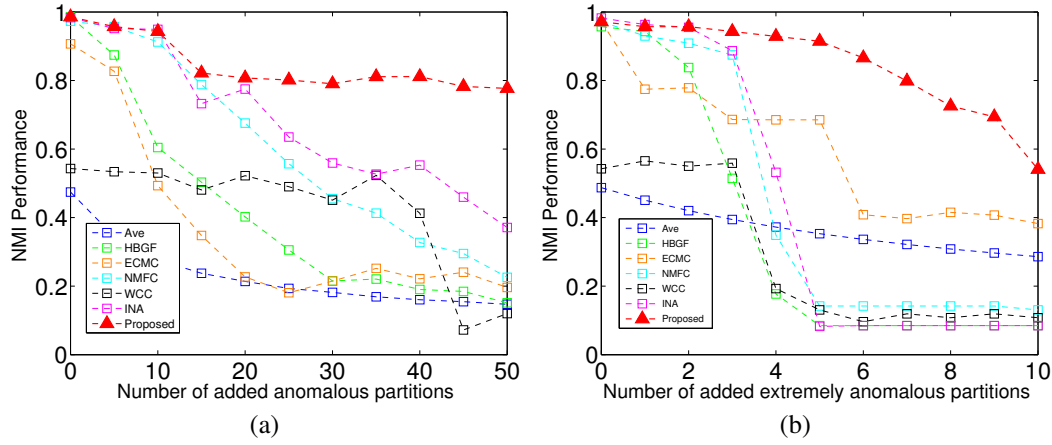 NMI Performance
1
0.8
0.6
0.4
0.2
0
0 10 20 30 40 50
Ave
HBGF
ECMC
NMFC
WCC
INA
Proposed
Number of added anomalous partitions
(a)
NMI Performance
1
0.8
0.6
0.4
0.2
0
0 2 4 6 8 10
Ave
HBGF
ECMC
NMFC
WCC
INA
Proposed
Number of added extremely anomalous partitions
(b)